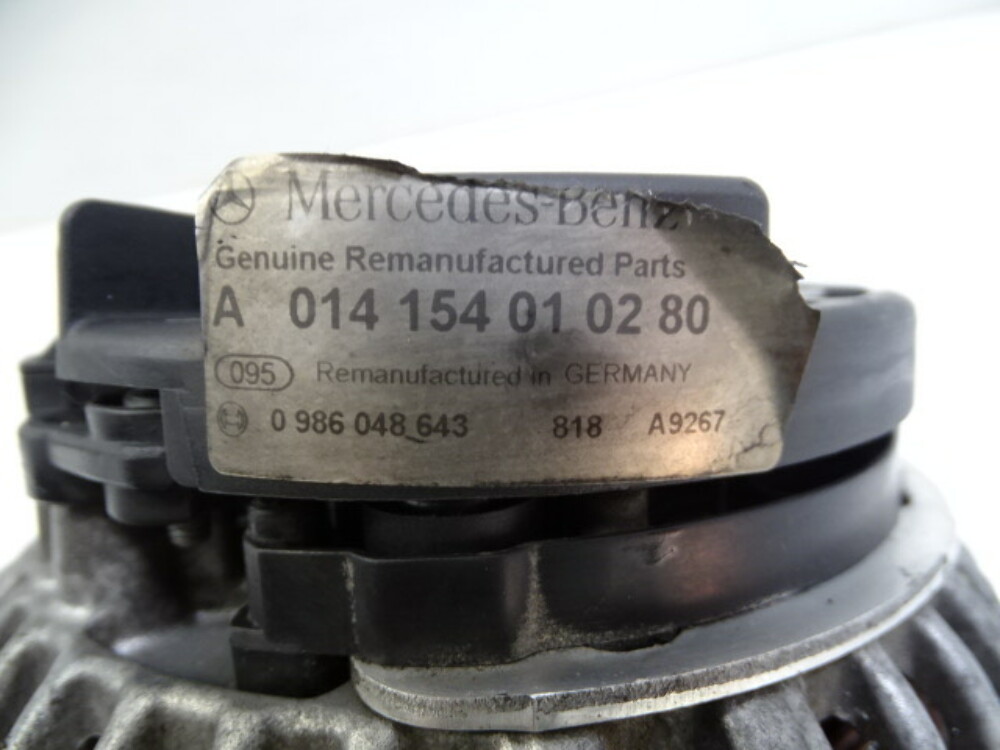 Mercedes-Benz
Genuine Remanufactured Parts
A 014 154 01 02 80
095 Remanufactured in GERMANY
0 986 048 643 818 A9267